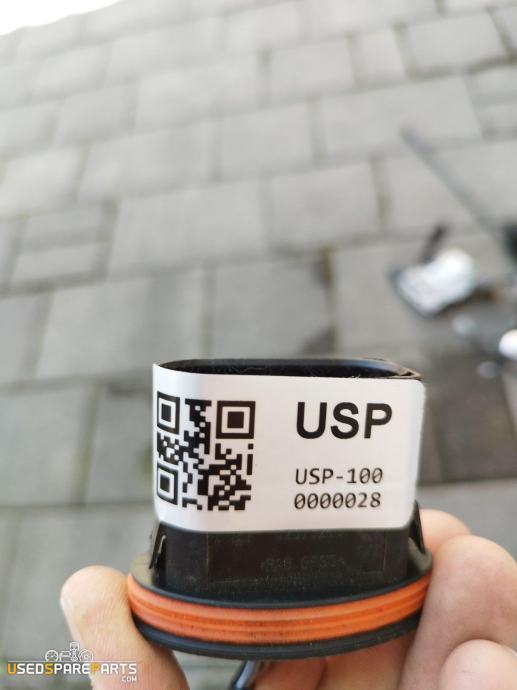 USP
USP-100
0000028
USEDSPAREPARTS
.COM